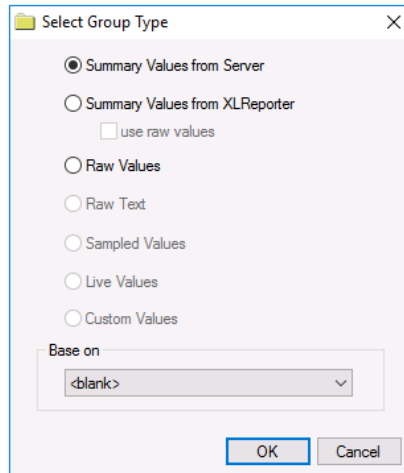 Select Group Type
Summary Values from Server
Summary Values from XLReporter
use raw values
Raw Values
Raw Text
Sampled Values
Live Values
Custom Values
Base on
<blank>
OK Cancel